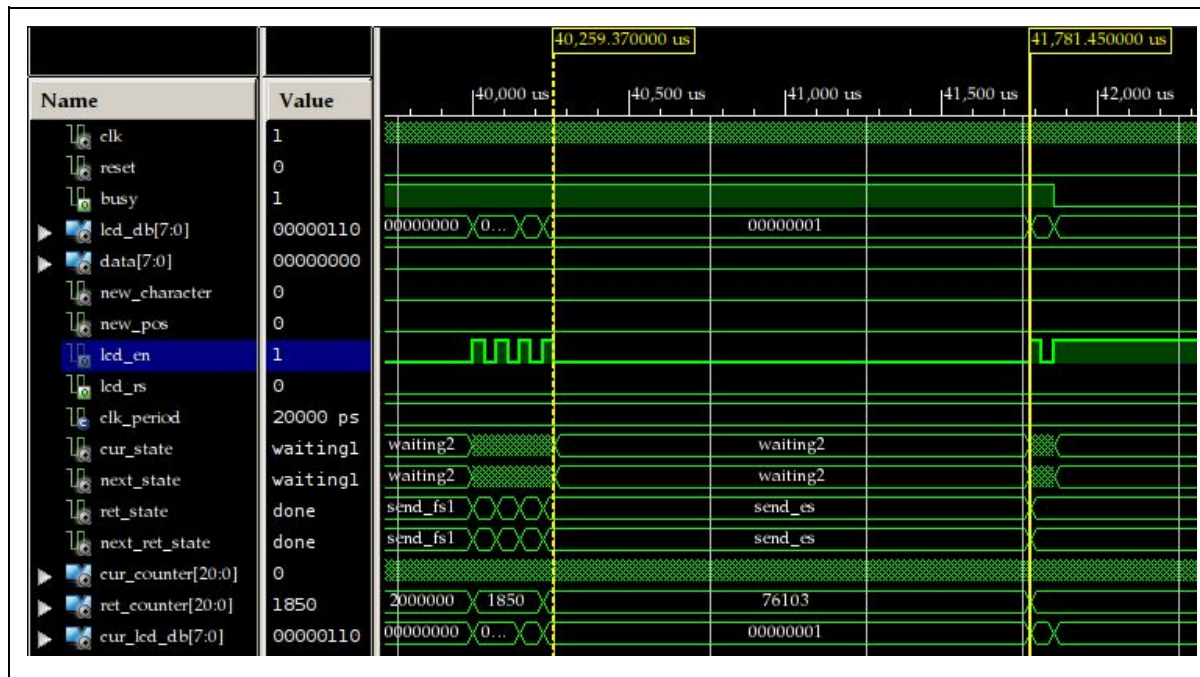 40,259.370000 us 41,781.450000 us
Name Value 40,000 us 40,500 us 41,000 us 41,500 us 42,000 us
clk 1
reset 0
busy 1
lcd_db[7:0] 00000110 00000000 0... 00000001
data[7:0] 00000000
new_character 0
new_pos 0
lcd_en 1
lcd_rs 0
clk_period 20000 ps
cur_state waiting1 waiting2 waiting2
next_state waiting1 waiting2 waiting2
ret_state done send_fs1 send_es
next_ret_state done send_fs1 send_es
cur_counter[20:0] 0
ret_counter[20:0] 1850 2000000 1850 76103
cur_lcd_db[7:0] 00000110 00000000 0... 00000001